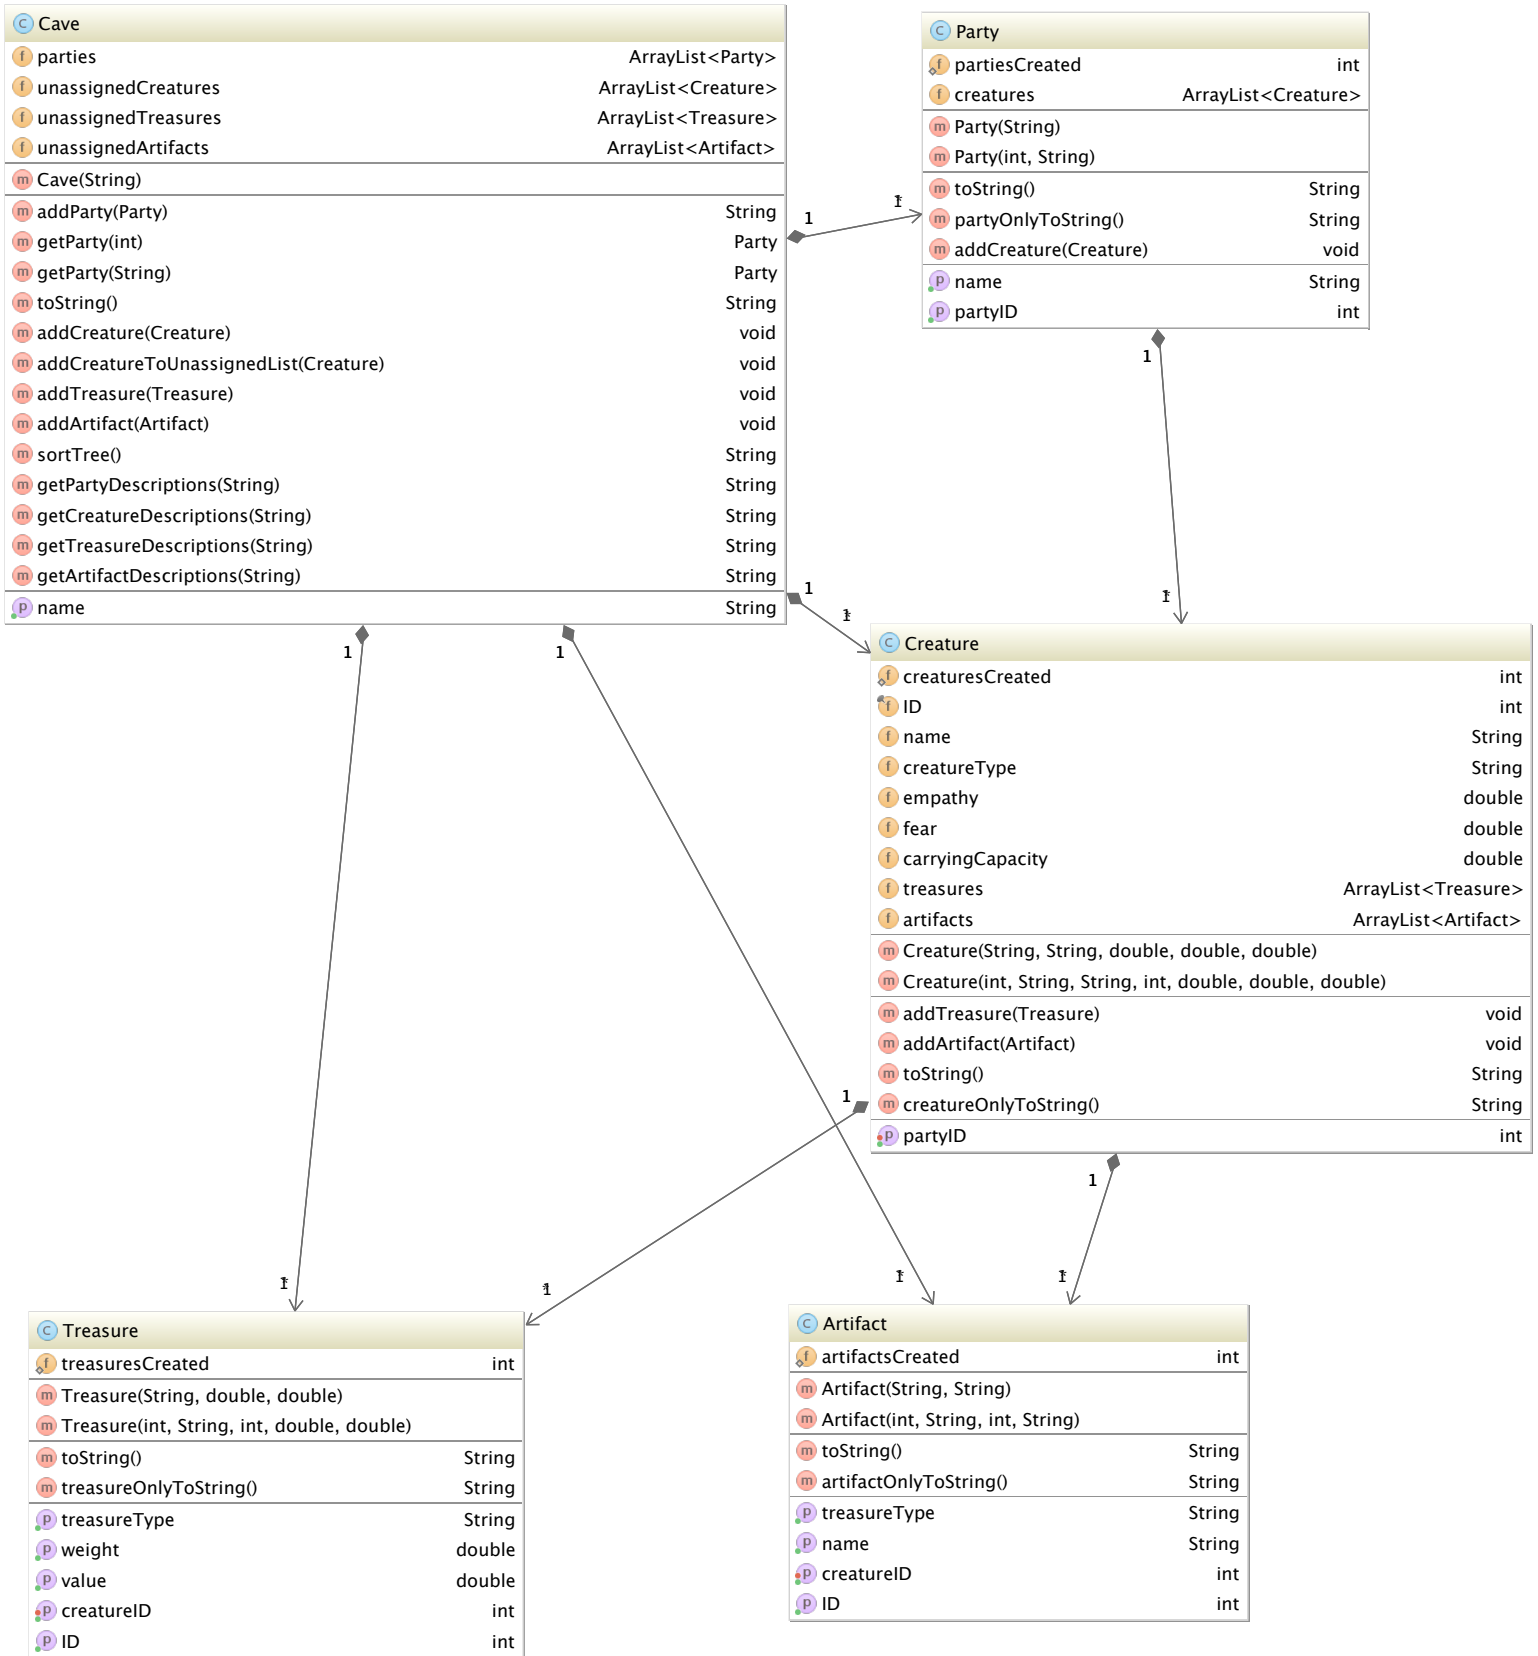 Cave
parties ArrayList<Party>
unassignedCreatures ArrayList<Creature>
unassignedTreasures ArrayList<Treasure>
unassignedArtifacts ArrayList<Artifact>
Cave(String)
addParty(Party) String
getParty(int) Party
getParty(String) Party
toString() String
addCreature(Creature) void
addCreatureToUnassignedList(Creature) void
addTreasure(Treasure) void
addArtifact(Artifact) void
sortTree() String
getPartyDescriptions(String) String
getCreatureDescriptions(String) String
getTreasureDescriptions(String) String
getArtifactDescriptions(String) String
name String
Party
partiesCreated int
creatures ArrayList<Creature>
Party(String)
Party(int, String)
toString() String
partyOnlyToString() String
addCreature(Creature) void
name String
partyID int
1
1
1
1
1
Creature
creaturesCreated int
ID int
name String
creatureType String
empathy double
fear double
carryingCapacity double
treasures ArrayList<Treasure>
artifacts ArrayList<Artifact>
Creature(String, String, double, double, double)
Creature(int, String, String, int, double, double, double)
addTreasure(Treasure) void
addArtifact(Artifact) void
toString() String
creatureOnlyToString() String
partyID int
1
1
Treasure
treasuresCreated int
Treasure(String, double, double)
Treasure(int, String, int, double, double)
toString() String
treasureOnlyToString() String
treasureType String
weight double
value double
creatureID int
ID int
Artifact
artifactsCreated int
Artifact(String, String)
Artifact(int, String, int, String)
toString() String
artifactOnlyToString() String
treasureType String
name String
creatureID int
ID int